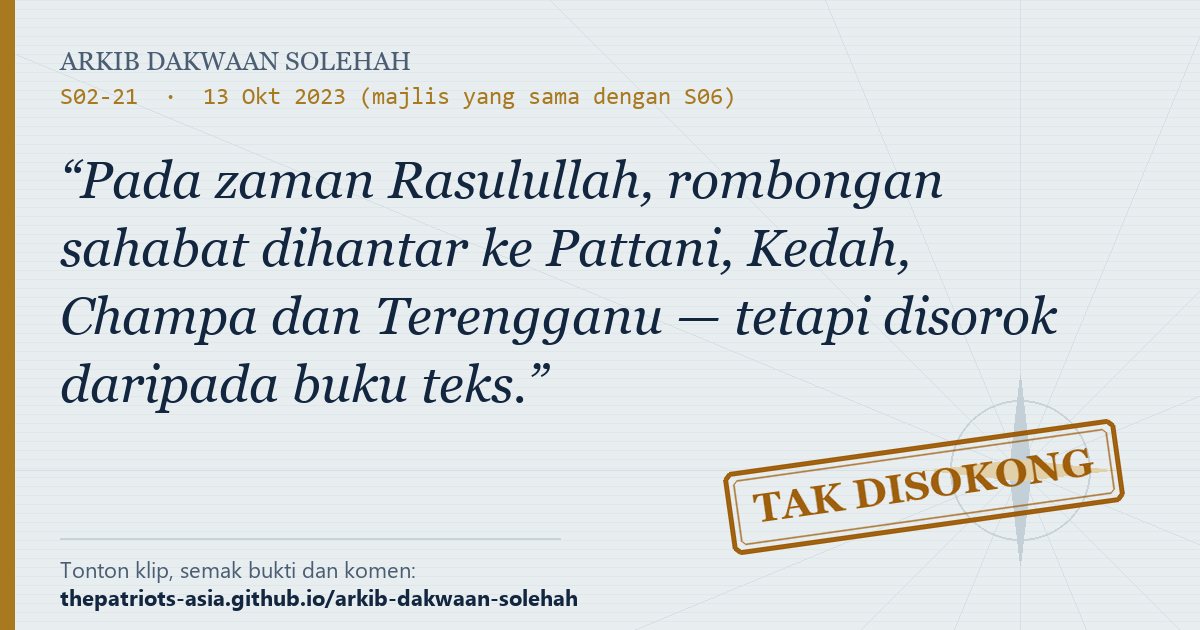 ARKIB DAKWAAN SOLEHAH
S02-21 · 13 Okt 2023 (majlis yang sama dengan S06)
“Pada zaman Rasulullah, rombongan
sahabat dihantar ke Pattani, Kedah,
Champa dan Terengganu — tetapi disorok
daripada buku teks.”
TAK DISOKONG
Tonton klip, semak bukti dan komen:
thepatriots-asia.github.io/arkib-dakwaan-solehah